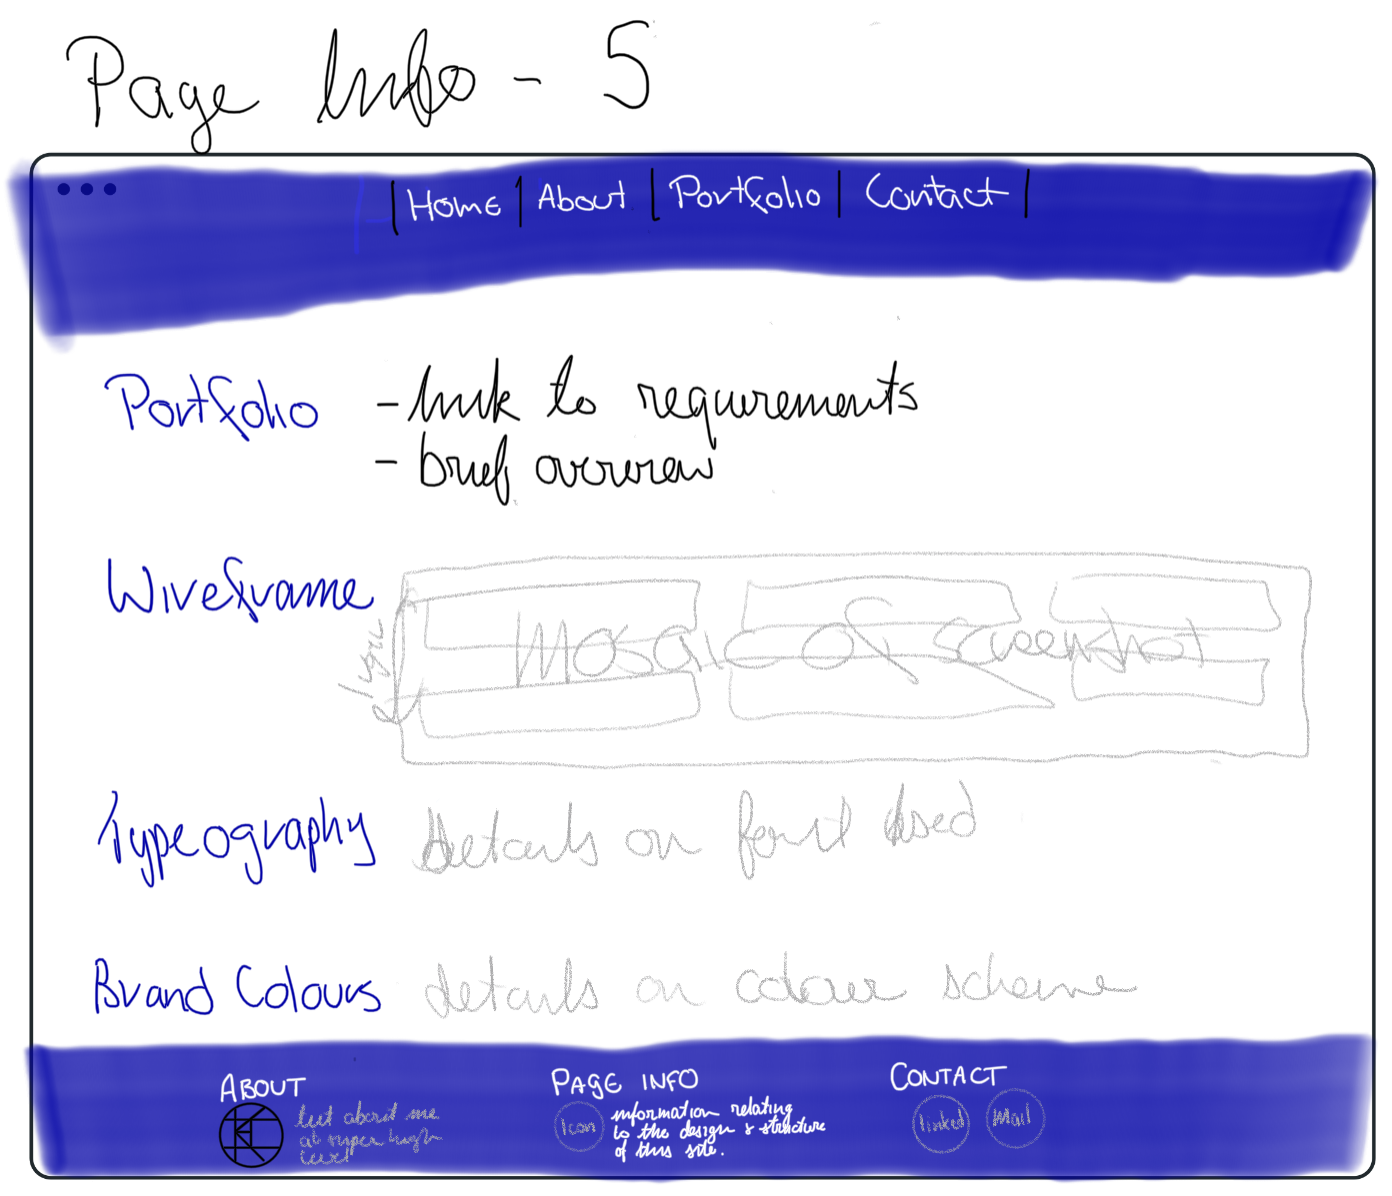 Page Info - 5
Home | About | Portfolio | Contact
Portfolio
- link to requirements
- brief overview
Wireframe
Mosaic of screenshot
Typeography
details on font used
Brand Colours
details on colour scheme
About
text about me
at super high
level
Page info
Icon
information relating
to the design & structure
of this site.
Contact
linked
Mail